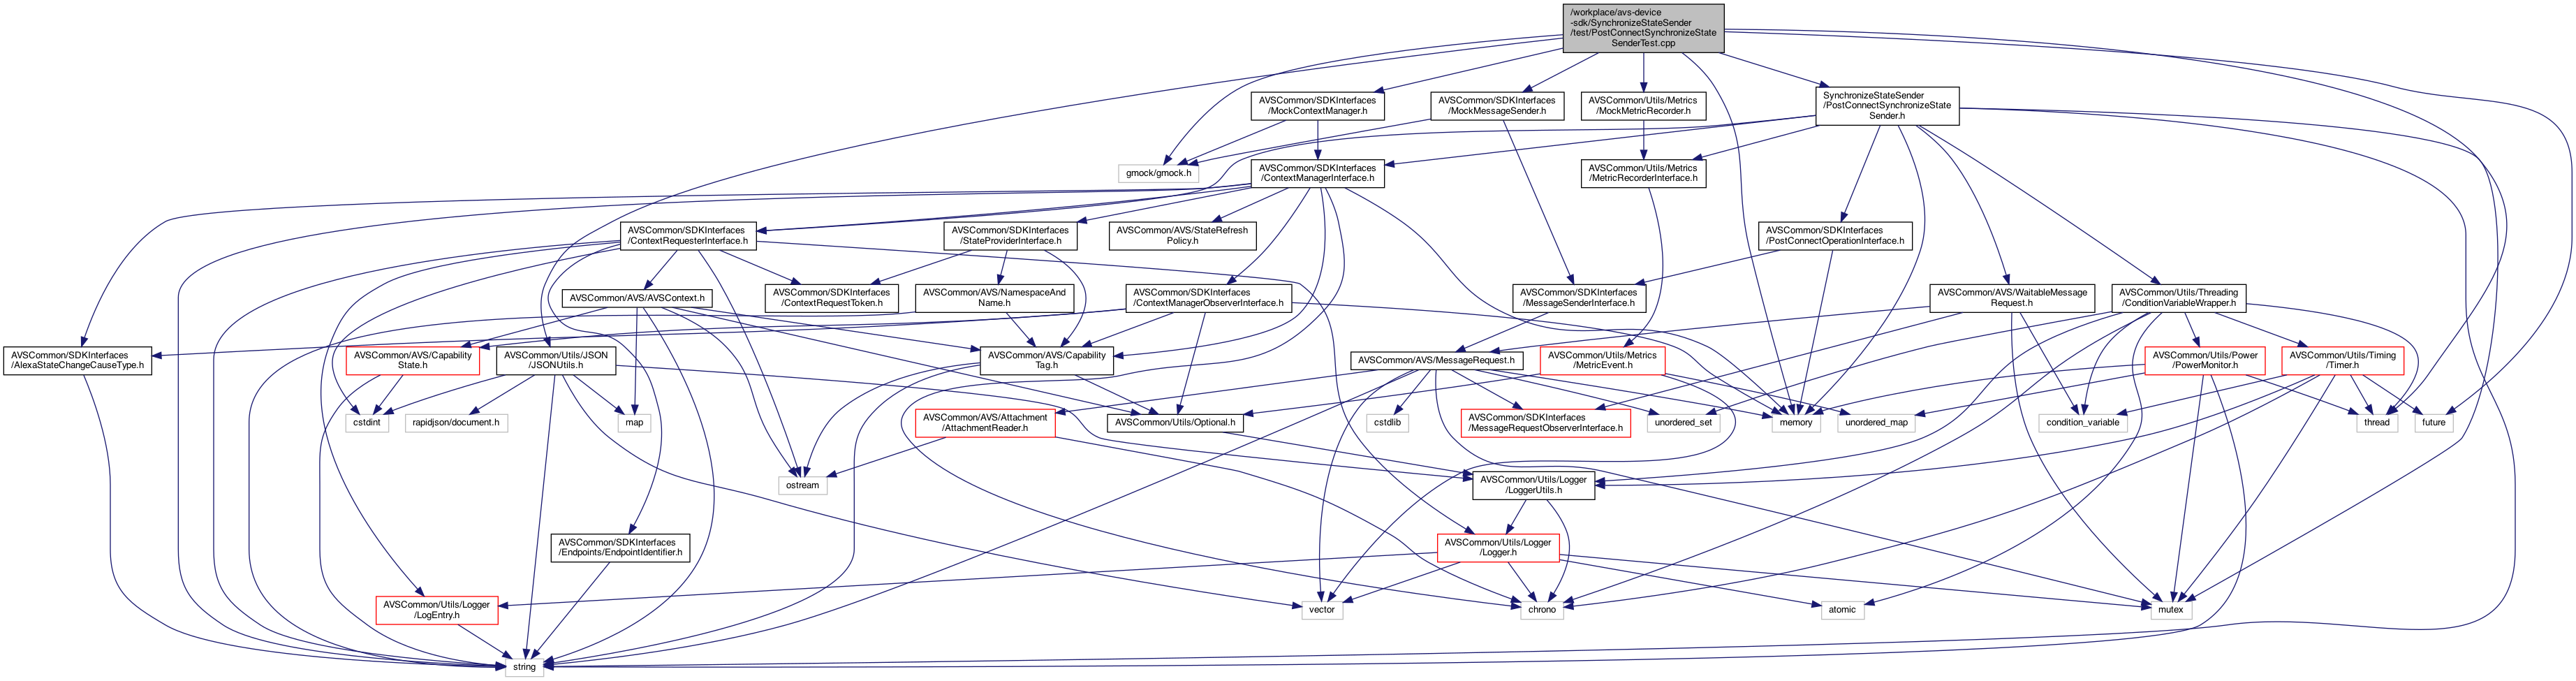 /workplace/avs-device
-sdk/SynchronizeStateSender
/test/PostConnectSynchronizeState
SenderTest.cpp
AVSCommon/SDKInterfaces
/MockContextManager.h
AVSCommon/SDKInterfaces
/MockMessageSender.h
AVSCommon/Utils/Metrics
/MockMetricRecorder.h
SynchronizeStateSender
/PostConnectSynchronizeState
Sender.h
gmock/gmock.h
AVSCommon/SDKInterfaces
/ContextManagerInterface.h
AVSCommon/Utils/Metrics
/MetricRecorderInterface.h
AVSCommon/SDKInterfaces
/ContextRequesterInterface.h
AVSCommon/SDKInterfaces
/StateProviderInterface.h
AVSCommon/AVS/StateRefresh
Policy.h
AVSCommon/SDKInterfaces
/PostConnectOperationInterface.h
AVSCommon/AVS/AVSContext.h
AVSCommon/SDKInterfaces
/ContextRequestToken.h
AVSCommon/AVS/NamespaceAnd
Name.h
AVSCommon/SDKInterfaces
/ContextManagerObserverInterface.h
AVSCommon/SDKInterfaces
/MessageSenderInterface.h
AVSCommon/AVS/WaitableMessage
Request.h
AVSCommon/Utils/Threading
/ConditionVariableWrapper.h
AVSCommon/SDKInterfaces
/AlexaStateChangeCauseType.h
AVSCommon/AVS/Capability
State.h
AVSCommon/Utils/JSON
/JSONUtils.h
AVSCommon/AVS/Capability
Tag.h
AVSCommon/AVS/MessageRequest.h
AVSCommon/Utils/Metrics
/MetricEvent.h
AVSCommon/Utils/Power
/PowerMonitor.h
AVSCommon/Utils/Timing
/Timer.h
cstdint
rapidjson/document.h
map
AVSCommon/AVS/Attachment
/AttachmentReader.h
AVSCommon/Utils/Optional.h
cstdlib
AVSCommon/SDKInterfaces
/MessageRequestObserverInterface.h
unordered_set
memory
unordered_map
condition_variable
thread
future
ostream
AVSCommon/Utils/Logger
/LoggerUtils.h
AVSCommon/SDKInterfaces
/Endpoints/EndpointIdentifier.h
AVSCommon/Utils/Logger
/Logger.h
AVSCommon/Utils/Logger
/LogEntry.h
vector
chrono
atomic
mutex
string